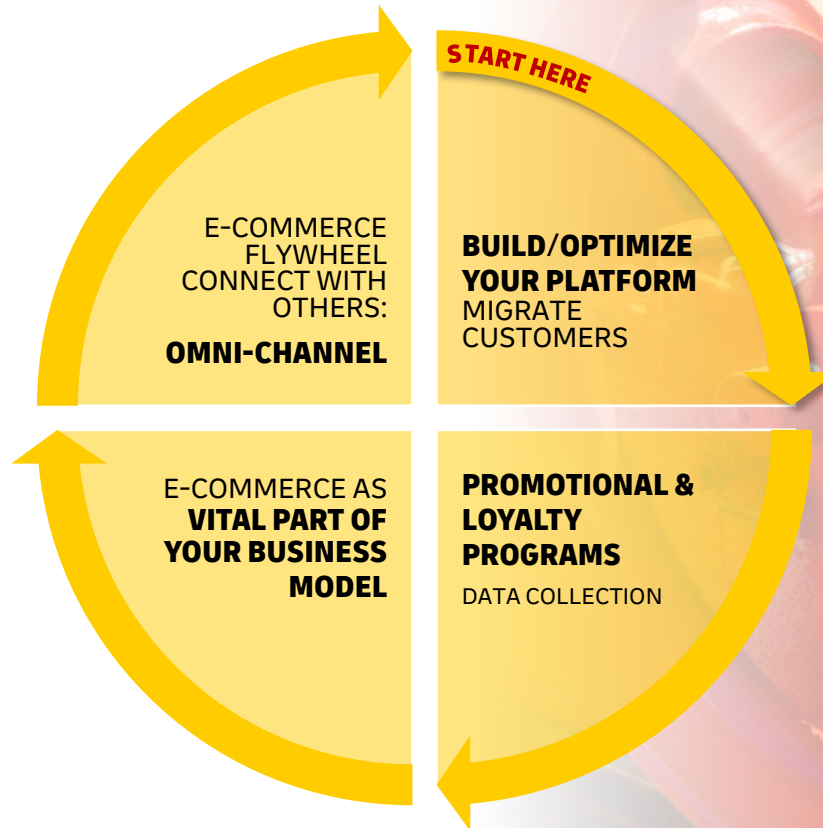 START HERE
BUILD/OPTIMIZE
YOUR PLATFORM
MIGRATE
CUSTOMERS
PROMOTIONAL &
LOYALTY
PROGRAMS
DATA COLLECTION
E-COMMERCE AS
VITAL PART OF
YOUR BUSINESS
MODEL
E-COMMERCE
FLYWHEEL
CONNECT WITH
OTHERS:
OMNI-CHANNEL